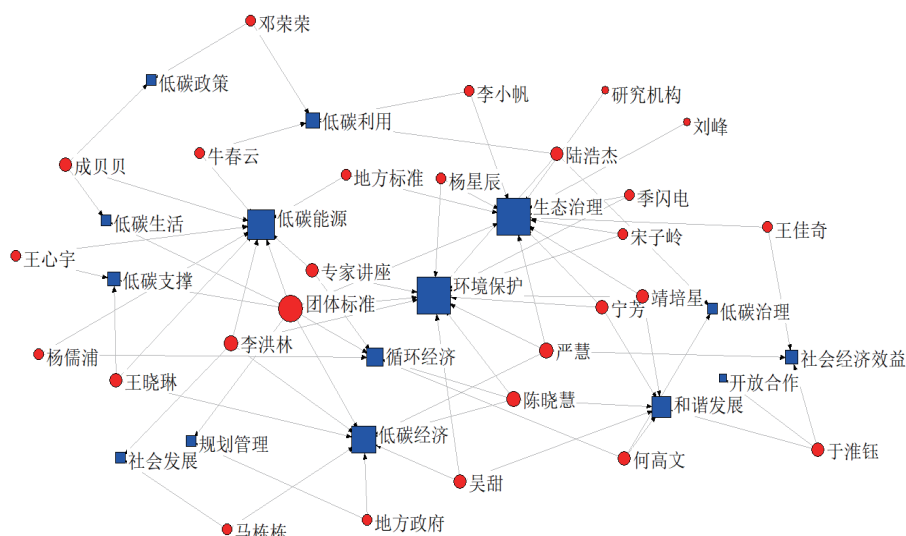 邓荣荣
低碳政策
李小帆
研究机构
低碳利用
刘峰
牛春云
陆浩杰
成贝贝
地方标准
杨星辰
季闪电
低碳生活
低碳能源
生态治理
王佳奇
宋子岭
王心宇
专家讲座
低碳支撑
环境保护
靖培星
团体标准
宁芳
低碳治理
李洪林
杨儒浦
循环经济
严慧
社会经济效益
王晓琳
开放合作
陈晓慧
和谐发展
规划管理
低碳经济
社会发展
何高文
于淮钰
吴甜
地方政府
马栋栋